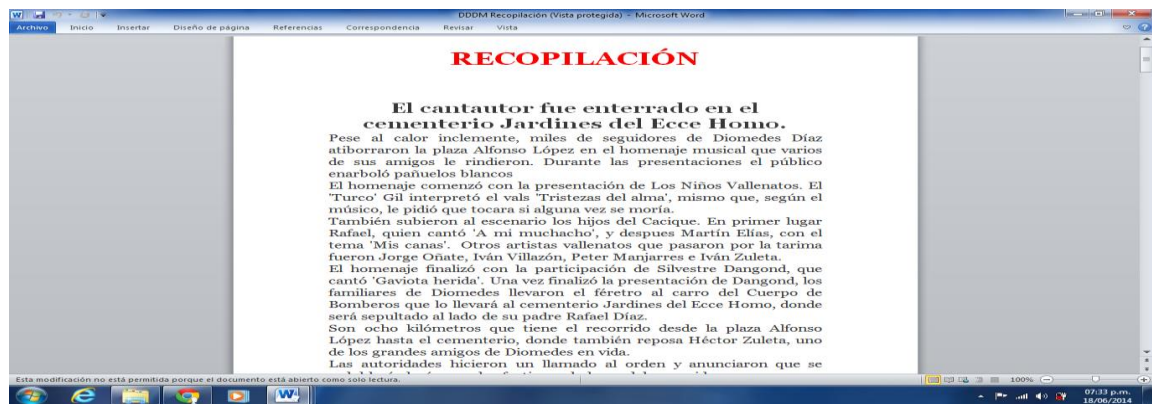 DDDM Recopilación (Vista protegida) - Microsoft Word
Archivo Inicio Insertar Diseño de página Referencias Correspondencia Revisar Vista
RECOPILACIÓN
El cantautor fue enterrado en el
cementerio Jardines del Ecce Homo.
Pese al calor inclemente, miles de seguidores de Diomedes Díaz
atiborraron la plaza Alfonso López en el homenaje musical que varios
de sus amigos le rindieron. Durante las presentaciones el público
enarboló pañuelos blancos
El homenaje comenzó con la presentación de Los Niños Vallenatos. El
'Turco' Gil interpretó el vals 'Tristezas del alma', mismo que, según el
músico, le pidió que tocara si alguna vez se moría.
También subieron al escenario los hijos del Cacique. En primer lugar
Rafael, quien cantó 'A mi muchacho', y despues Martín Elías, con el
tema 'Mis canas'. Otros artistas vallenatos que pasaron por la tarima
fueron Jorge Oñate, Iván Villazón, Peter Manjarres e Iván Zuleta.
El homenaje finalizó con la participación de Silvestre Dangond, que
cantó 'Gaviota herida'. Una vez finalizó la presentación de Dangond, los
familiares de Diomedes llevaron el féretro al carro del Cuerpo de
Bomberos que lo llevará al cementerio Jardines del Ecce Homo, donde
será sepultado al lado de su padre Rafael Díaz.
Son ocho kilómetros que tiene el recorrido desde la plaza Alfonso
López hasta el cementerio, donde también reposa Héctor Zuleta, uno
de los grandes amigos de Diomedes en vida.
Las autoridades hicieron un llamado al orden y anunciaron que se
Esta modificación no está permitida porque el documento está abierto como solo lectura.
100%
07:33 p.m.
18/06/2014